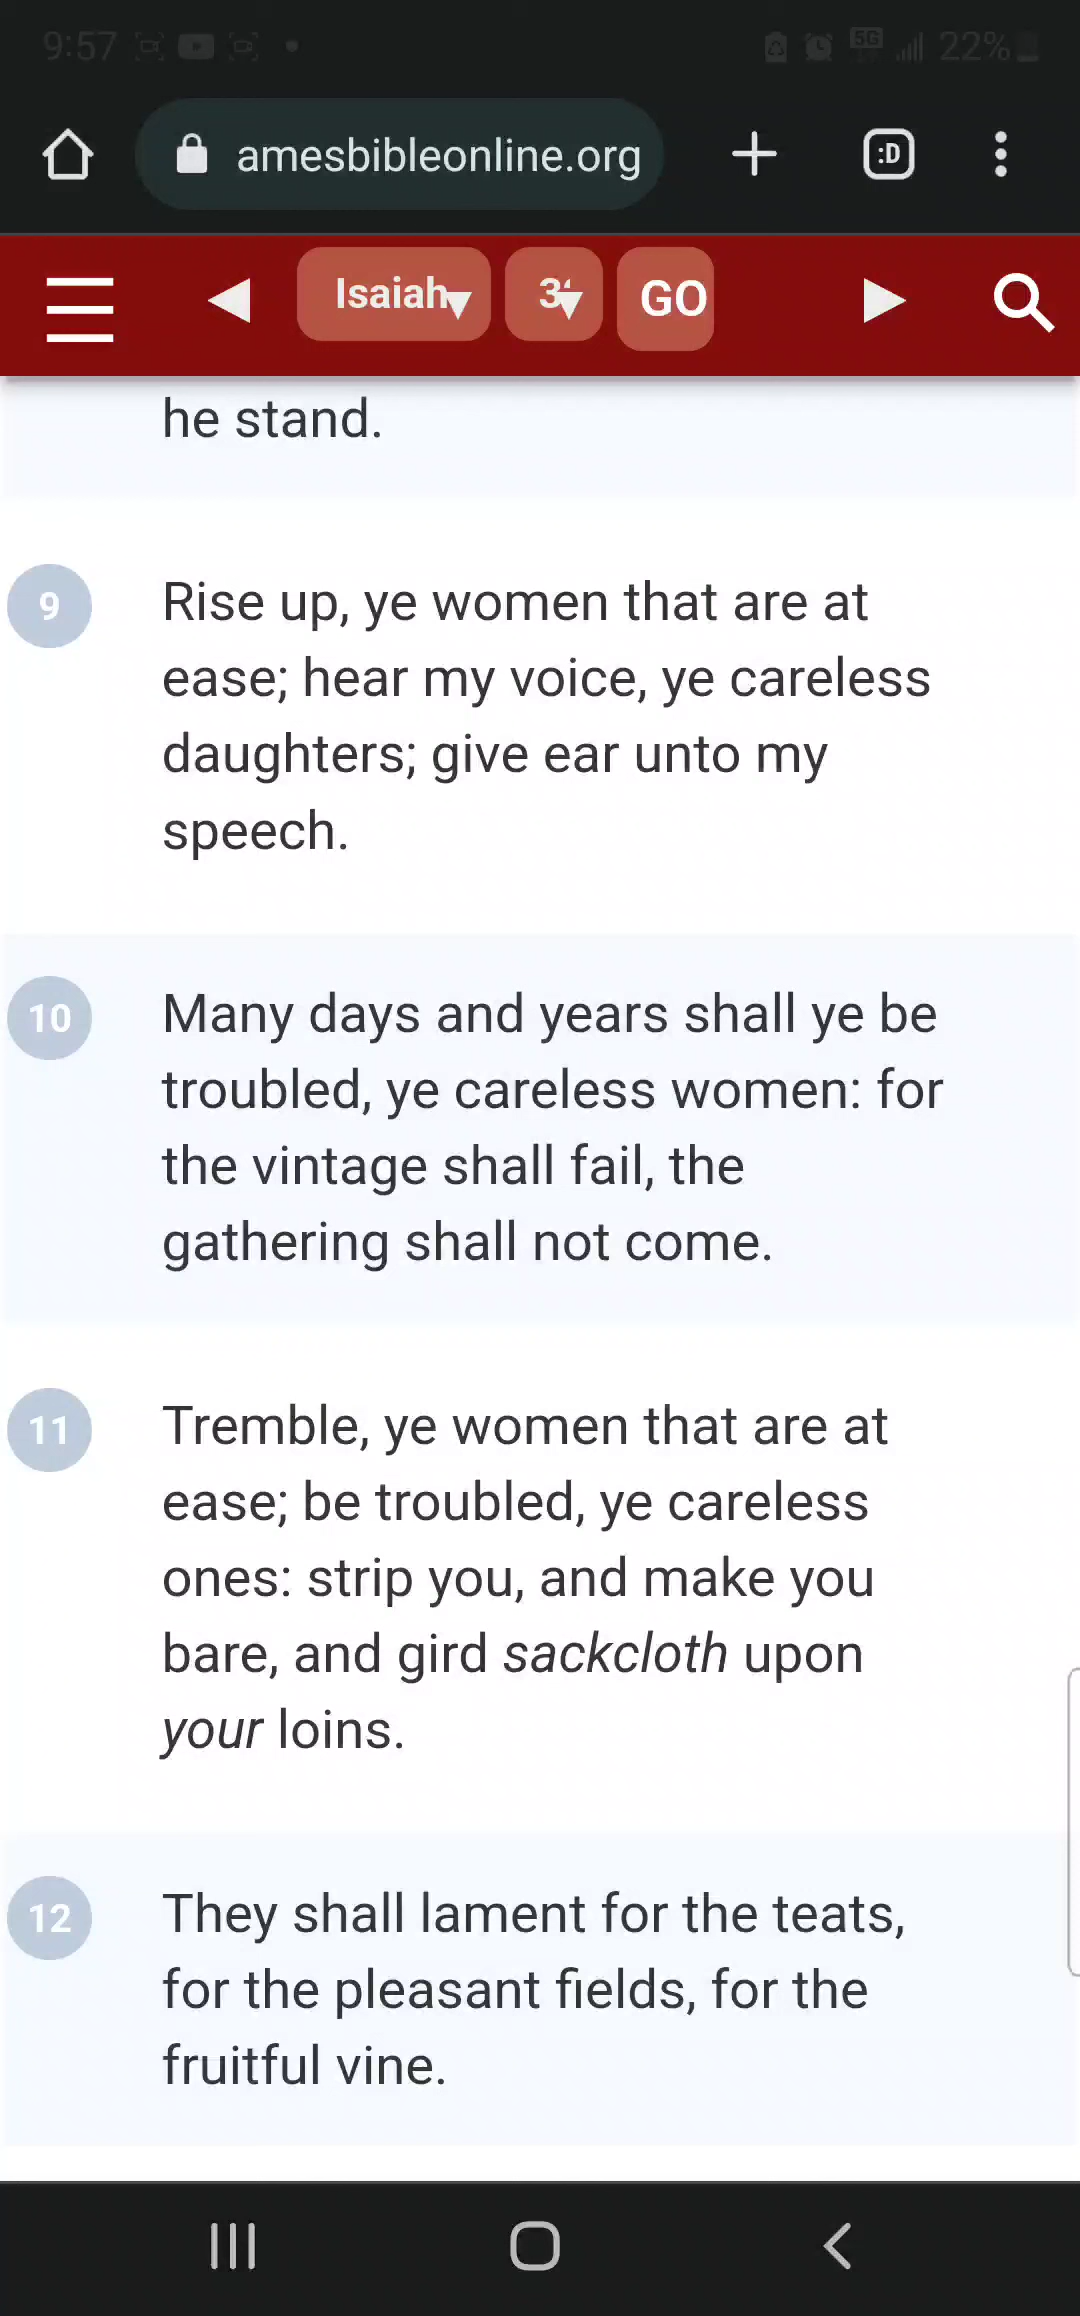 9:57 5G 22%
amesbibleonline.org :D
Isaiah GO
he stand.
9 Rise up, ye women that are at
ease; hear my voice, ye careless
daughters; give ear unto my
speech.
10 Many days and years shall ye be
troubled, ye careless women: for
the vintage shall fail, the
gathering shall not come.
11 Tremble, ye women that are at
ease; be troubled, ye careless
ones: strip you, and make you
bare, and gird sackcloth upon
your loins.
12 They shall lament for the teats,
for the pleasant fields, for the
fruitful vine.